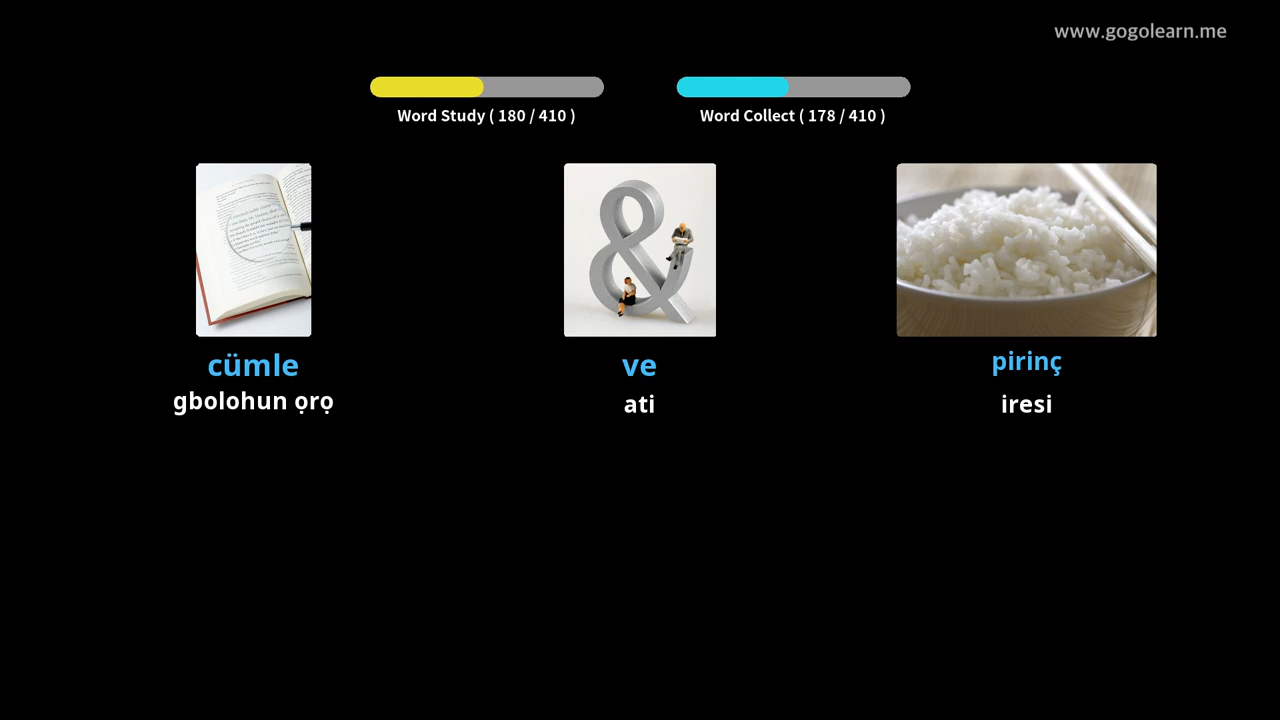 www.gogolearn.me
Word Study ( 180 / 410 )
Word Collect ( 178 / 410 )
cümle
gbolohun ọrọ
ve
ati
pirinç
iresi